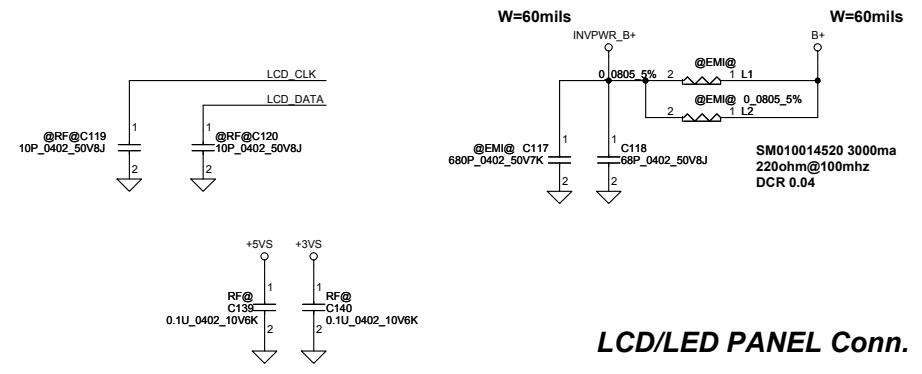 W=60mils
W=60mils
INVPWR_B+
B+
LCD_CLK
LCD_DATA
@EMI@
0_0805_5%
2
1
L1
@EMI@ 0_0805_5%
2
1
L2
1
@RF@C119
10P_0402_50V8J
2
1
@RF@C120
10P_0402_50V8J
2
1
@EMI@ C117
680P_0402_50V7K
2
1
C118
68P_0402_50V8J
2
SM010014520 3000ma
220ohm@100mhz
DCR 0.04
+5VS
+3VS
1
RF@
C139
0.1U_0402_10V6K
2
1
RF@
C140
0.1U_0402_10V6K
2
LCD/LED PANEL Conn.